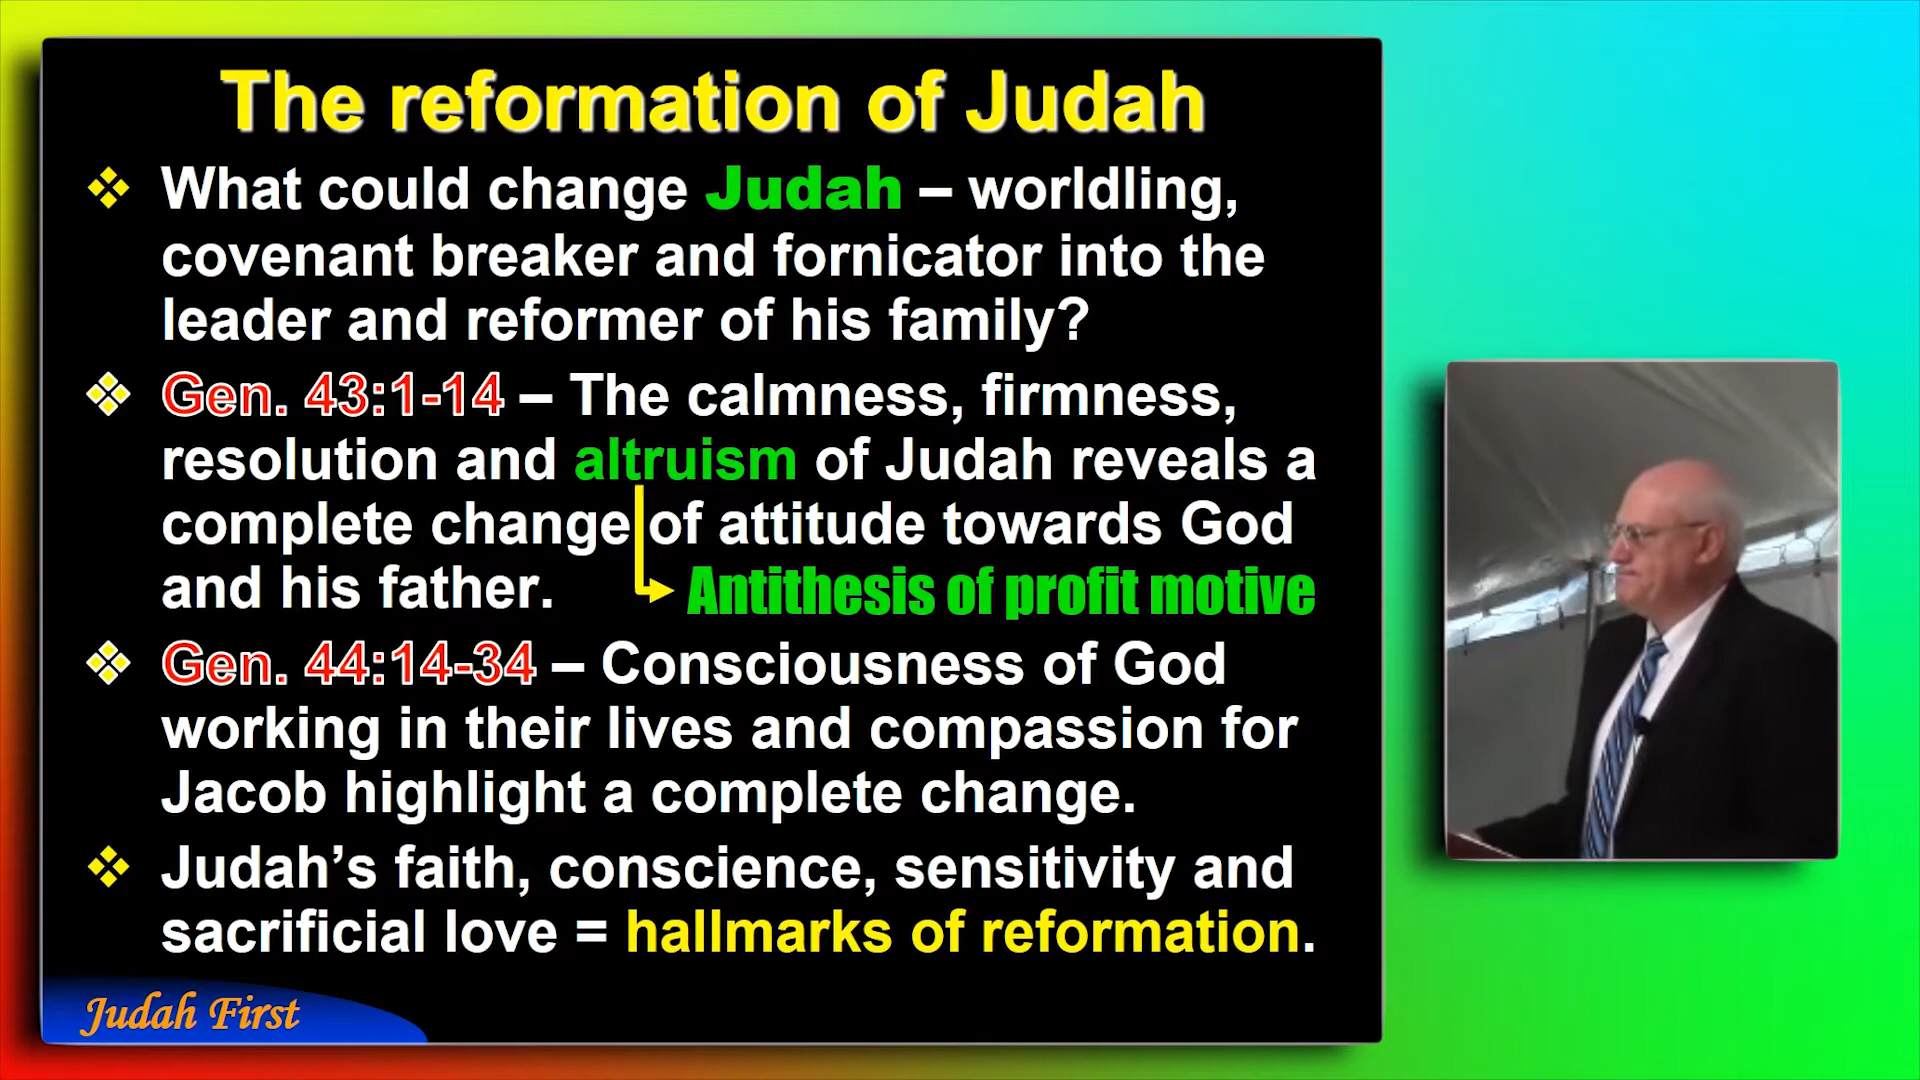 The reformation of Judah
What could change Judah – worldling,
covenant breaker and fornicator into the
leader and reformer of his family?
Gen. 43:1-14 – The calmness, firmness,
resolution and altruism of Judah reveals a
complete change of attitude towards God
and his father.
Antithesis of profit motive
Gen. 44:14-34 – Consciousness of God
working in their lives and compassion for
Jacob highlight a complete change.
Judah’s faith, conscience, sensitivity and
sacrificial love = hallmarks of reformation.
Judah First